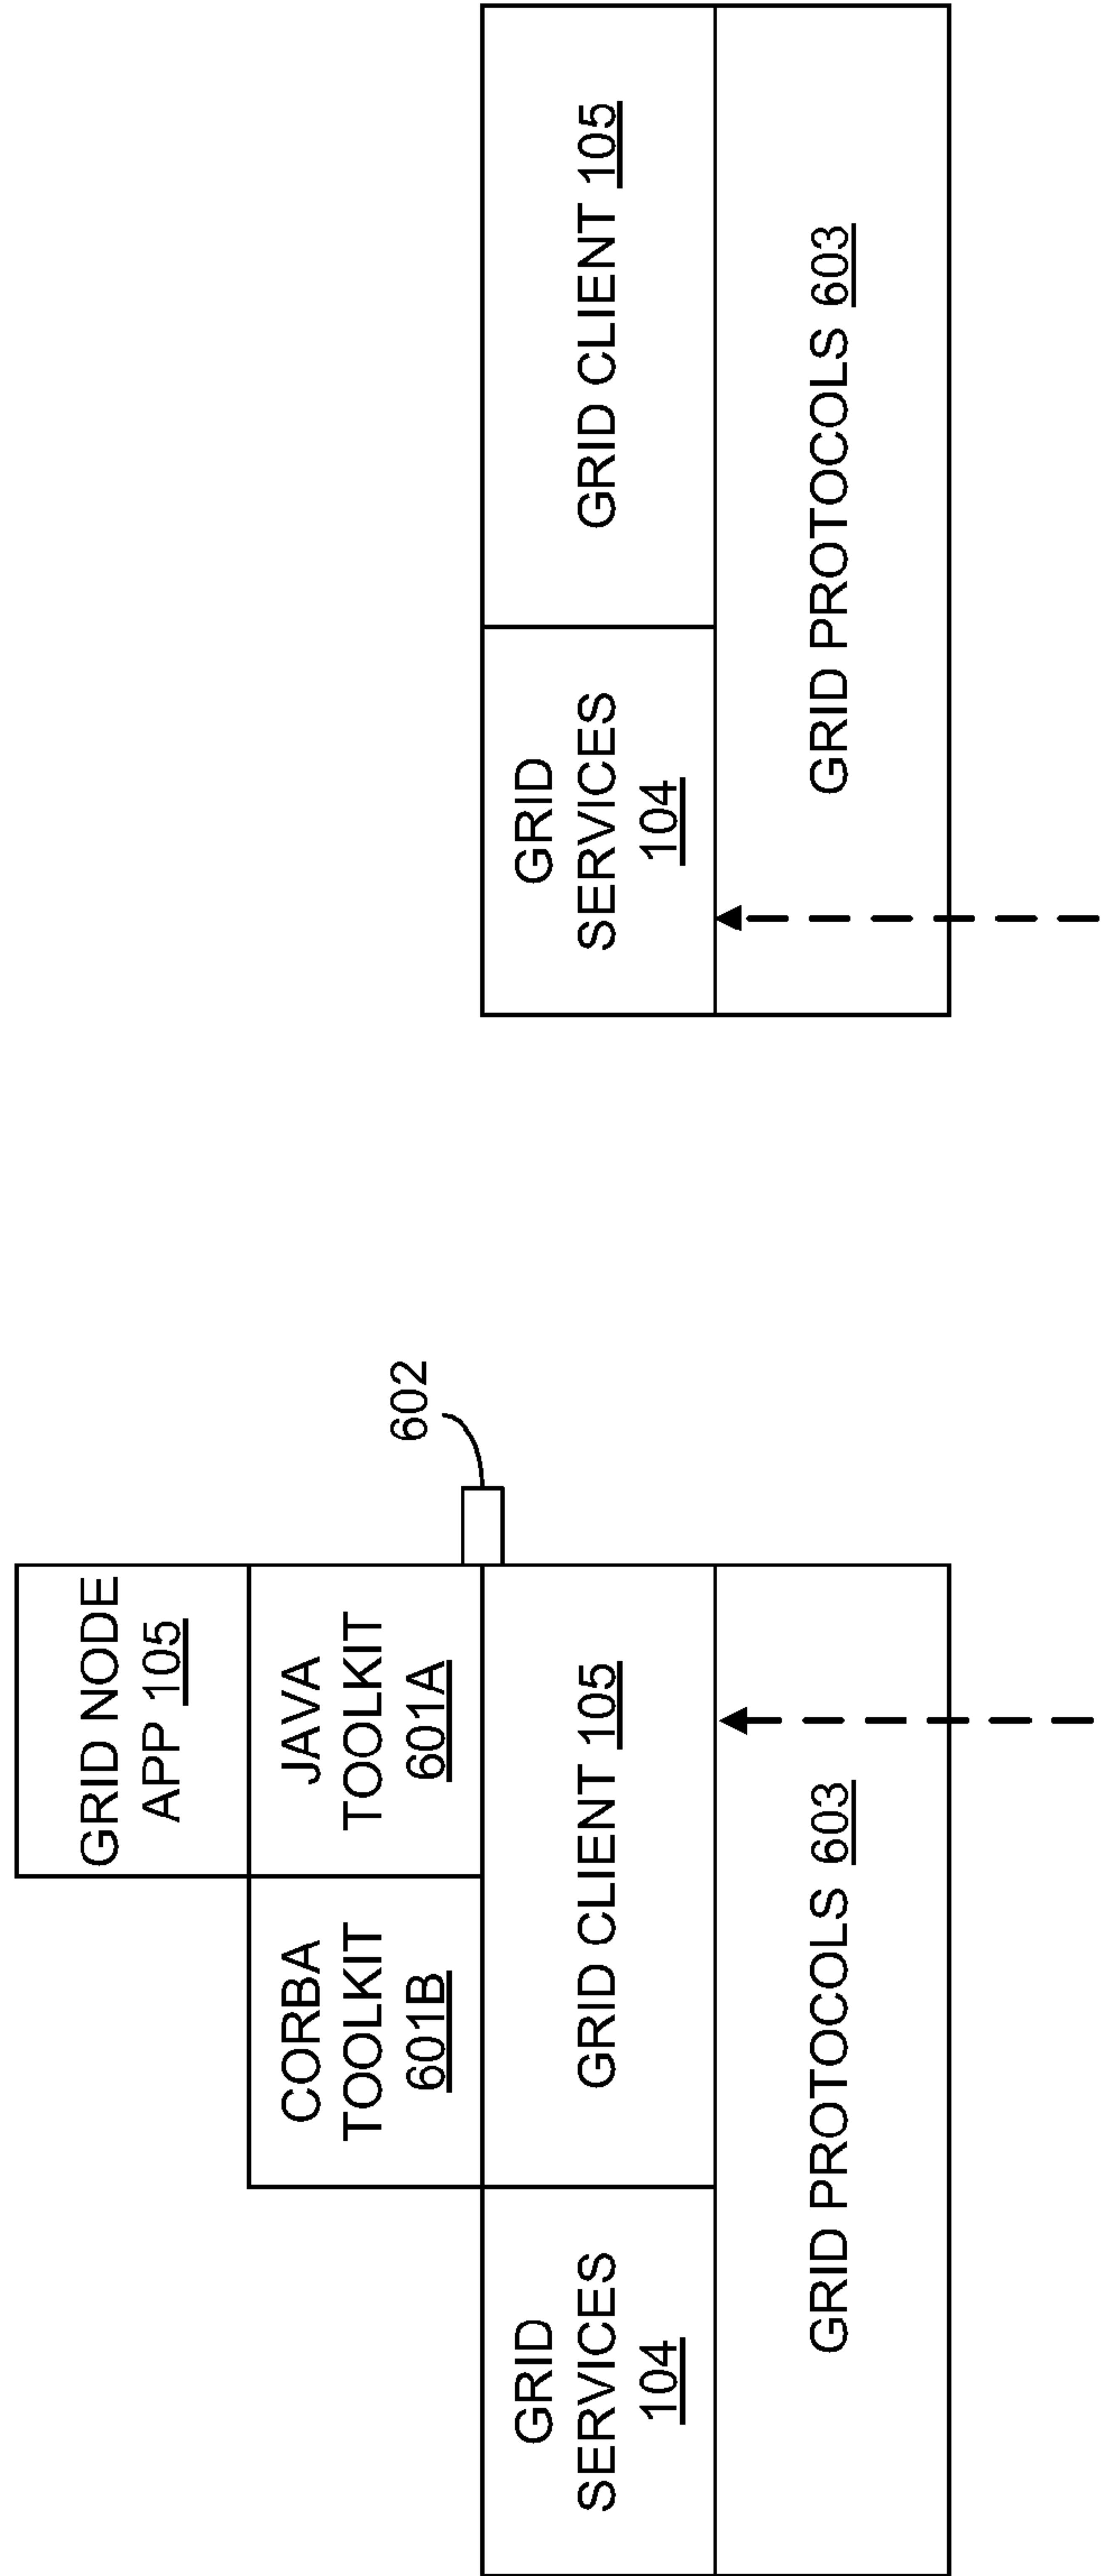 GRID NODE
APP 105
CORBA
TOOLKIT
601B
JAVA
TOOLKIT
601A
602
GRID
SERVICES
104
GRID CLIENT 105
GRID PROTOCOLS 603
GRID
SERVICES
104
GRID CLIENT 105
GRID PROTOCOLS 603